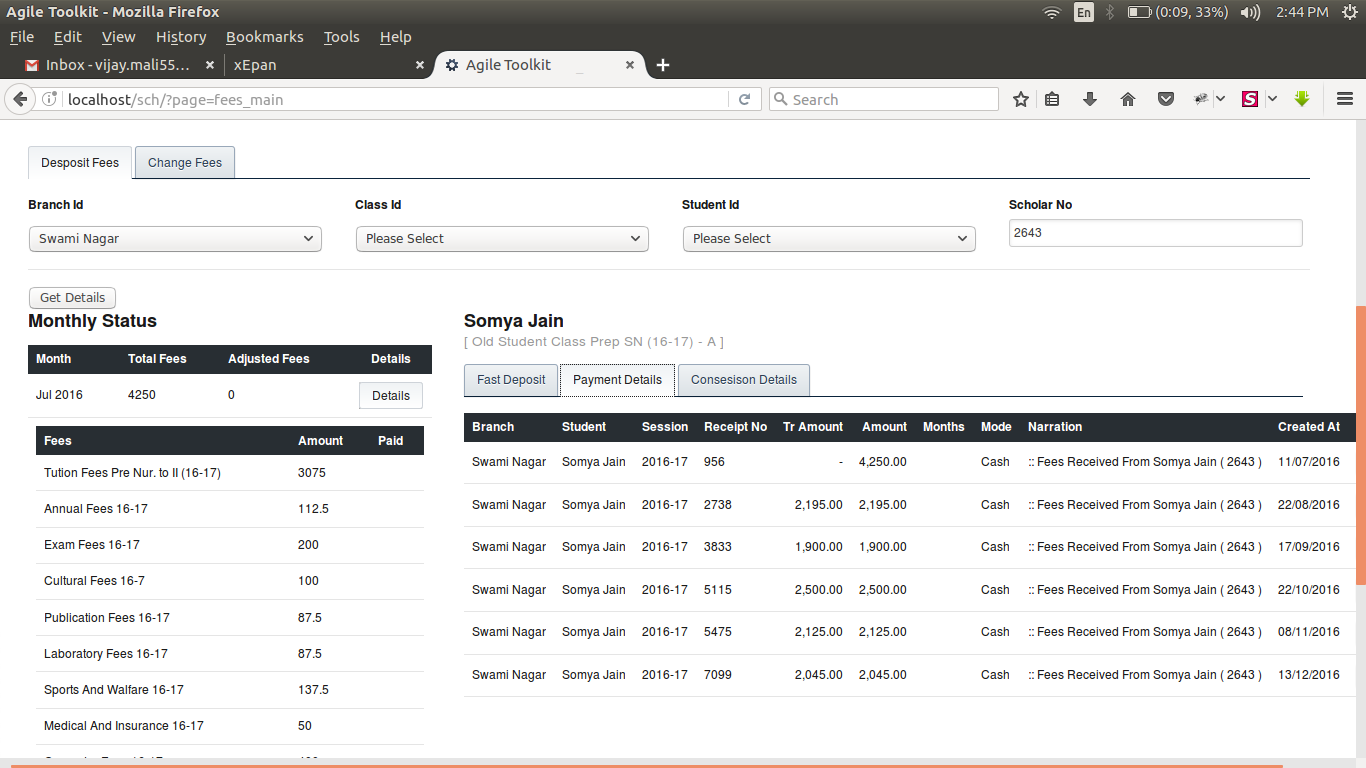 Agile Toolkit - Mozilla Firefox En (0:09, 33%) 2:44 PM
File Edit View History Bookmarks Tools Help
Inbox - vijay.mali55... xEpan Agile Toolkit
localhost/sch/?page=fees_main Search
Desposit Fees Change Fees
Branch Id Class Id Student Id Scholar No
Swami Nagar Please Select Please Select 2643
Get Details
Monthly Status
Month Total Fees Adjusted Fees Details
Jul 2016 4250 0 Details
Fees Amount Paid
Tution Fees Pre Nur. to II (16-17) 3075
Annual Fees 16-17 112.5
Exam Fees 16-17 200
Cultural Fees 16-7 100
Publication Fees 16-17 87.5
Laboratory Fees 16-17 87.5
Sports And Walfare 16-17 137.5
Medical And Insurance 16-17 50
Somya Jain
[ Old Student Class Prep SN (16-17) - A ]
Fast Deposit Payment Details Consesison Details
Branch Student Session Receipt No Tr Amount Amount Months Mode Narration Created At
Swami Nagar Somya Jain 2016-17 956 - 4,250.00 Cash :: Fees Received From Somya Jain ( 2643 ) 11/07/2016
Swami Nagar Somya Jain 2016-17 2738 2,195.00 2,195.00 Cash :: Fees Received From Somya Jain ( 2643 ) 22/08/2016
Swami Nagar Somya Jain 2016-17 3833 1,900.00 1,900.00 Cash :: Fees Received From Somya Jain ( 2643 ) 17/09/2016
Swami Nagar Somya Jain 2016-17 5115 2,500.00 2,500.00 Cash :: Fees Received From Somya Jain ( 2643 ) 22/10/2016
Swami Nagar Somya Jain 2016-17 5475 2,125.00 2,125.00 Cash :: Fees Received From Somya Jain ( 2643 ) 08/11/2016
Swami Nagar Somya Jain 2016-17 7099 2,045.00 2,045.00 Cash :: Fees Received From Somya Jain ( 2643 ) 13/12/2016